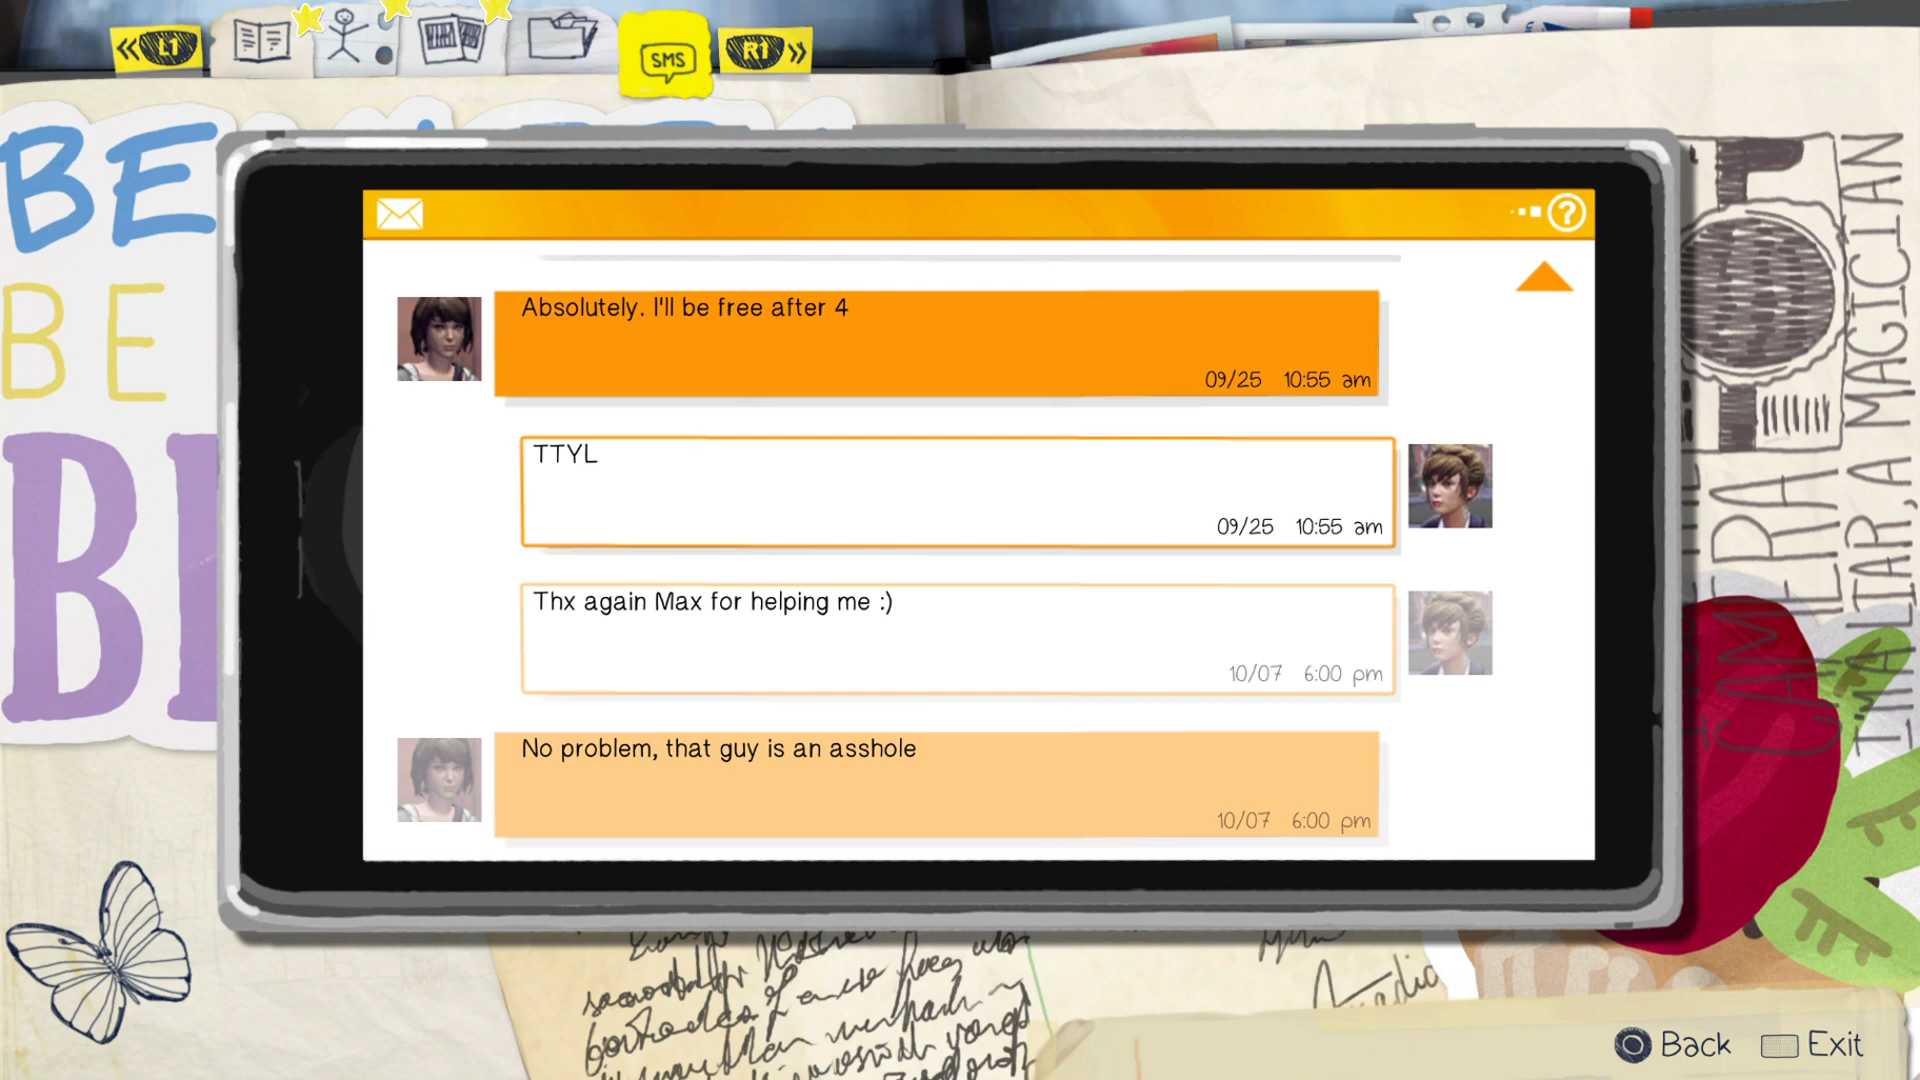 L1
SMS
R1
BE
BE
Absolutely. I'll be free after 4
09/25 10:55 am
TTYL
09/25 10:55 am
Thx again Max for helping me :)
10/07 6:00 pm
No problem, that guy is an asshole
10/07 6:00 pm
CAMERA
LIAR, A MAGICIAN
Back Exit